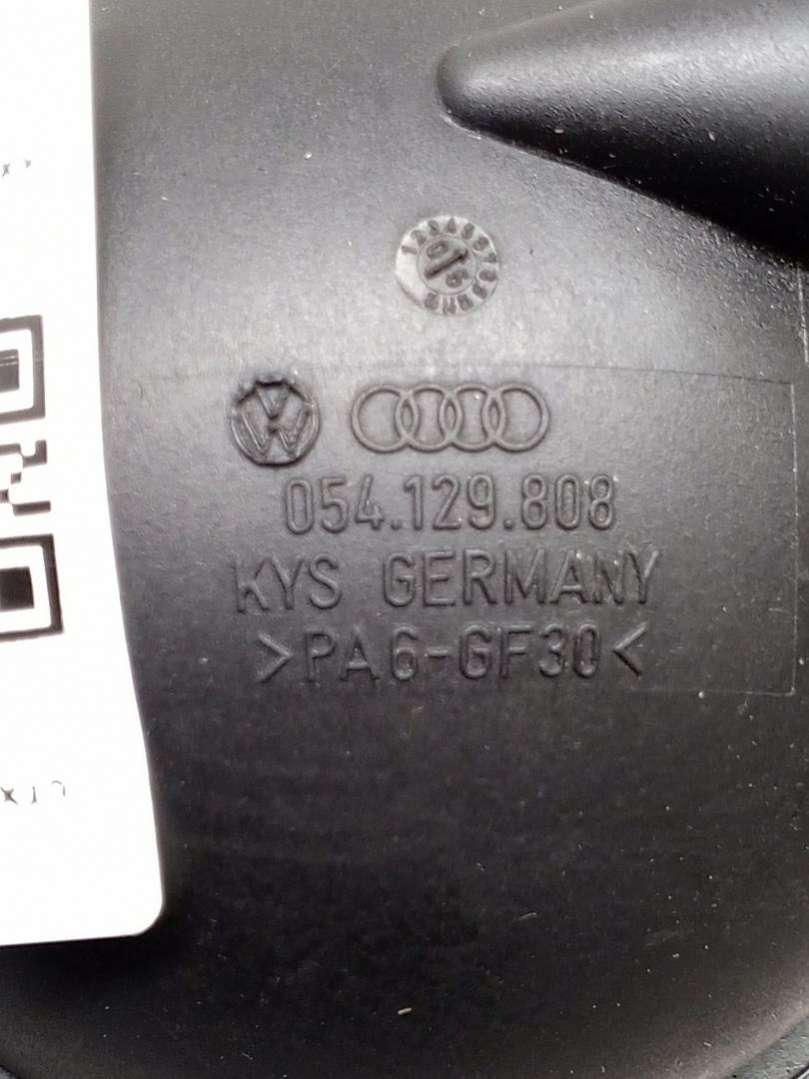 054.129.808
KYS GERMANY
>PA6-GF30<